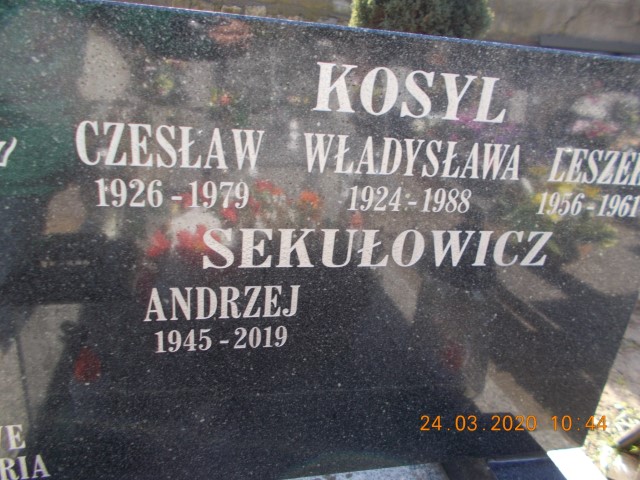 KOSYL
CZESŁAW WŁADYSŁAWA
1926 - 1979 1924 - 1988 1956 - 1961
SEKUŁOWICZ
ANDRZEJ
1945 - 2019
24.03.2020 10:44